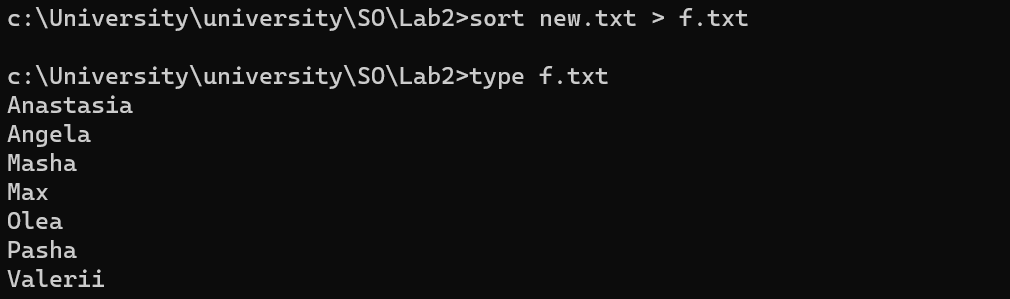 c:\University\university\SO\Lab2>sort new.txt > f.txt
c:\University\university\SO\Lab2>type f.txt
Anastasia
Angela
Masha
Max
Olea
Pasha
Valerii